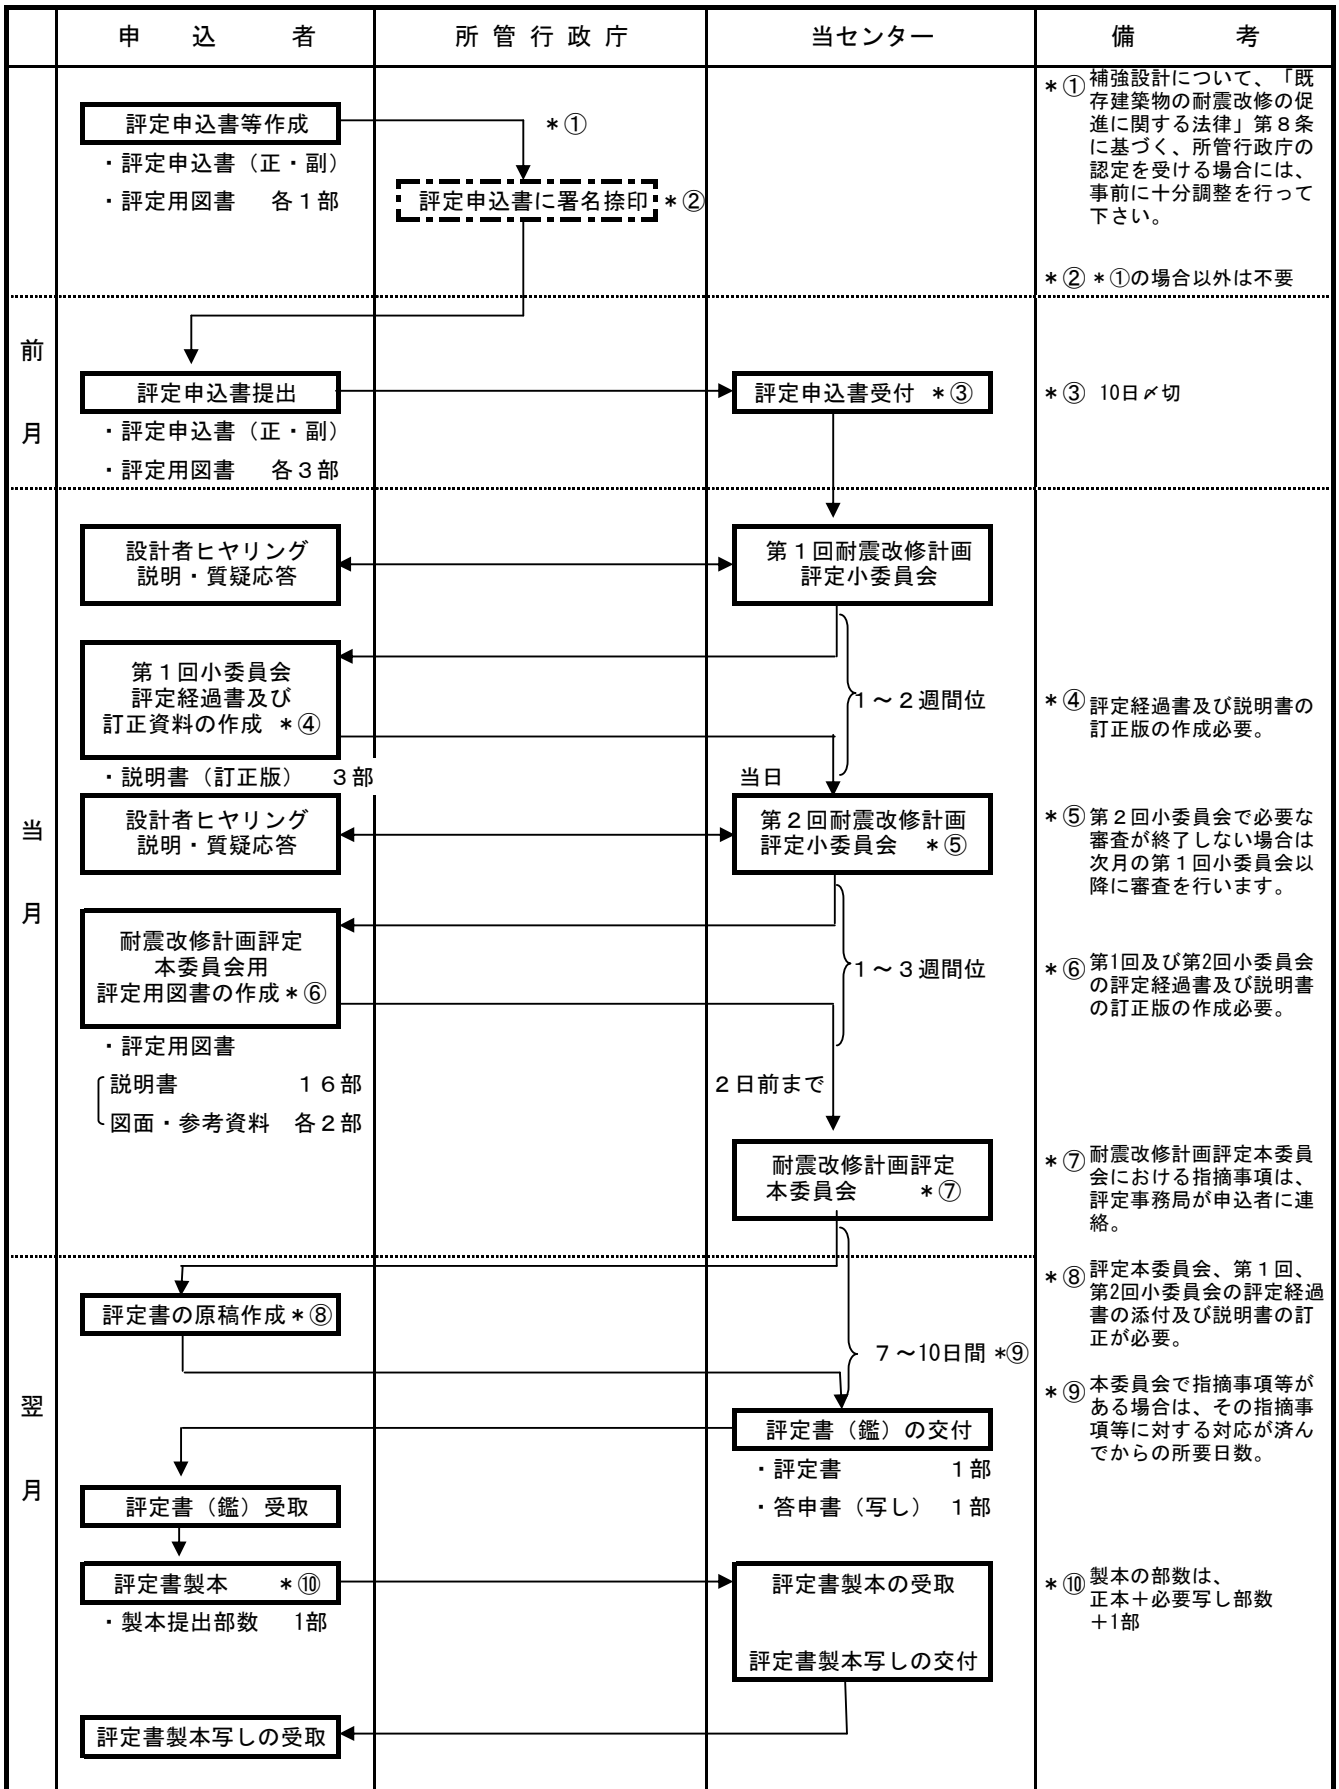 申込者
所管行政庁
当センター
備考
評定申込書等作成
*①
・評定申込書（正・副）
・評定用図書 各１部
評定申込書に署名捺印 *②
*① 補強設計について、「既
存建築物の耐震改修の促
進に関する法律」第８条
に基づく、所管行政庁の
認定を受ける場合には、
事前に十分調整を行って
下さい。
*② *①の場合以外は不要
前月
評定申込書提出
評定申込書受付 *③
*③ 10日〆切
・評定申込書（正・副）
・評定用図書 各３部
当月
設計者ヒヤリング
説明・質疑応答
第１回耐震改修計画
評定小委員会
第１回小委員会
評定経過書及び
訂正資料の作成 *④
１～２週間位
*④ 評定経過書及び説明書の
訂正版の作成必要。
・説明書（訂正版） ３部
当日
設計者ヒヤリング
説明・質疑応答
第２回耐震改修計画
評定小委員会 *⑤
*⑤ 第２回小委員会で必要な
審査が終了しない場合は
次月の第１回小委員会以
降に審査を行います。
耐震改修計画評定
本委員会用
評定用図書の作成*⑥
１～３週間位
*⑥ 第1回及び第2回小委員会
の評定経過書及び説明書
の訂正版の作成必要。
・評定用図書
説明書 １６部
図面・参考資料 各２部
２日前まで
耐震改修計画評定
本委員会 *⑦
*⑦ 耐震改修計画評定本委員
会における指摘事項は、
評定事務局が申込者に連
絡。
翌月
評定書の原稿作成*⑧
*⑧ 評定本委員会、第１回、
第2回小委員会の評定経過
書の添付及び説明書の訂
正が必要。
７～10日間 *⑨
*⑨ 本委員会で指摘事項等が
ある場合は、その指摘事
項等に対する対応が済ん
でからの所要日数。
評定書（鑑）の交付
・評定書 １部
・答申書（写し） １部
評定書（鑑）受取
評定書製本 *⑩
・製本提出部数 1部
評定書製本の受取
評定書製本写しの交付
*⑩ 製本の部数は、
正本＋必要写し部数
＋1部
評定書製本写しの受取